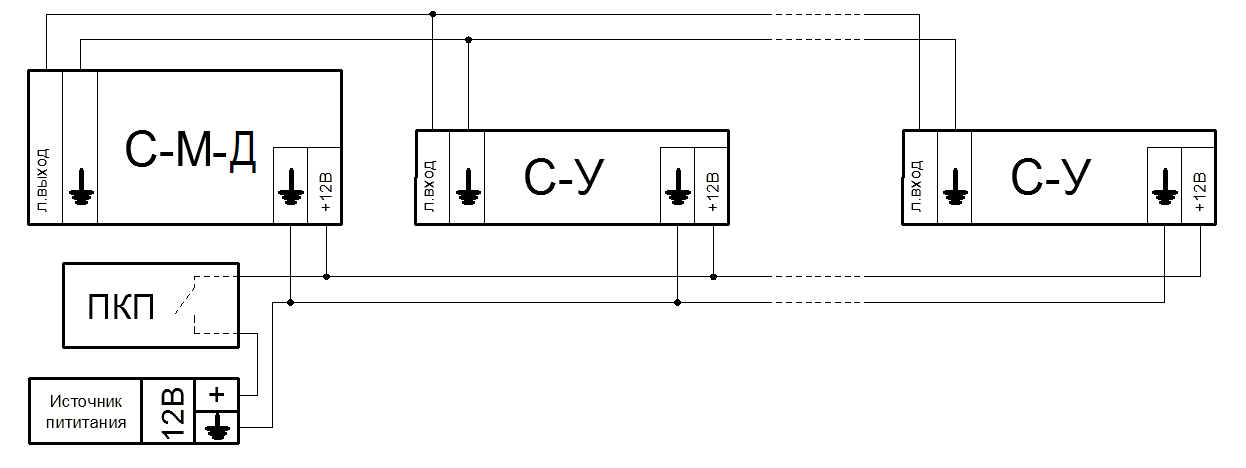 С-М-Д
л.выход
+12В
С-У
л.вход
+12В
С-У
л.вход
+12В
ПКП
Источник
пититания
12В
+